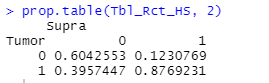 > prop.table(Tbl_Rct_HS, 2)
Supra
Tumor 0 1
0 0.6042553 0.1230769
1 0.3957447 0.8769231